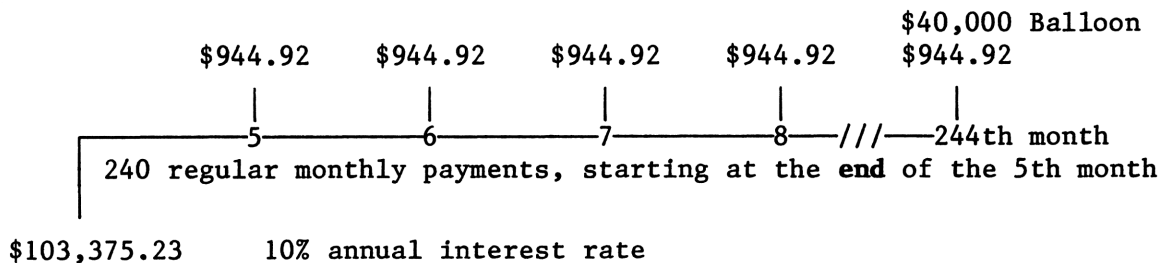 $40,000 Balloon
$944.92 $944.92 $944.92 $944.92 $944.92
5 6 7 8 /// 244th month
240 regular monthly payments, starting at the end of the 5th month
$103,375.23 10% annual interest rate